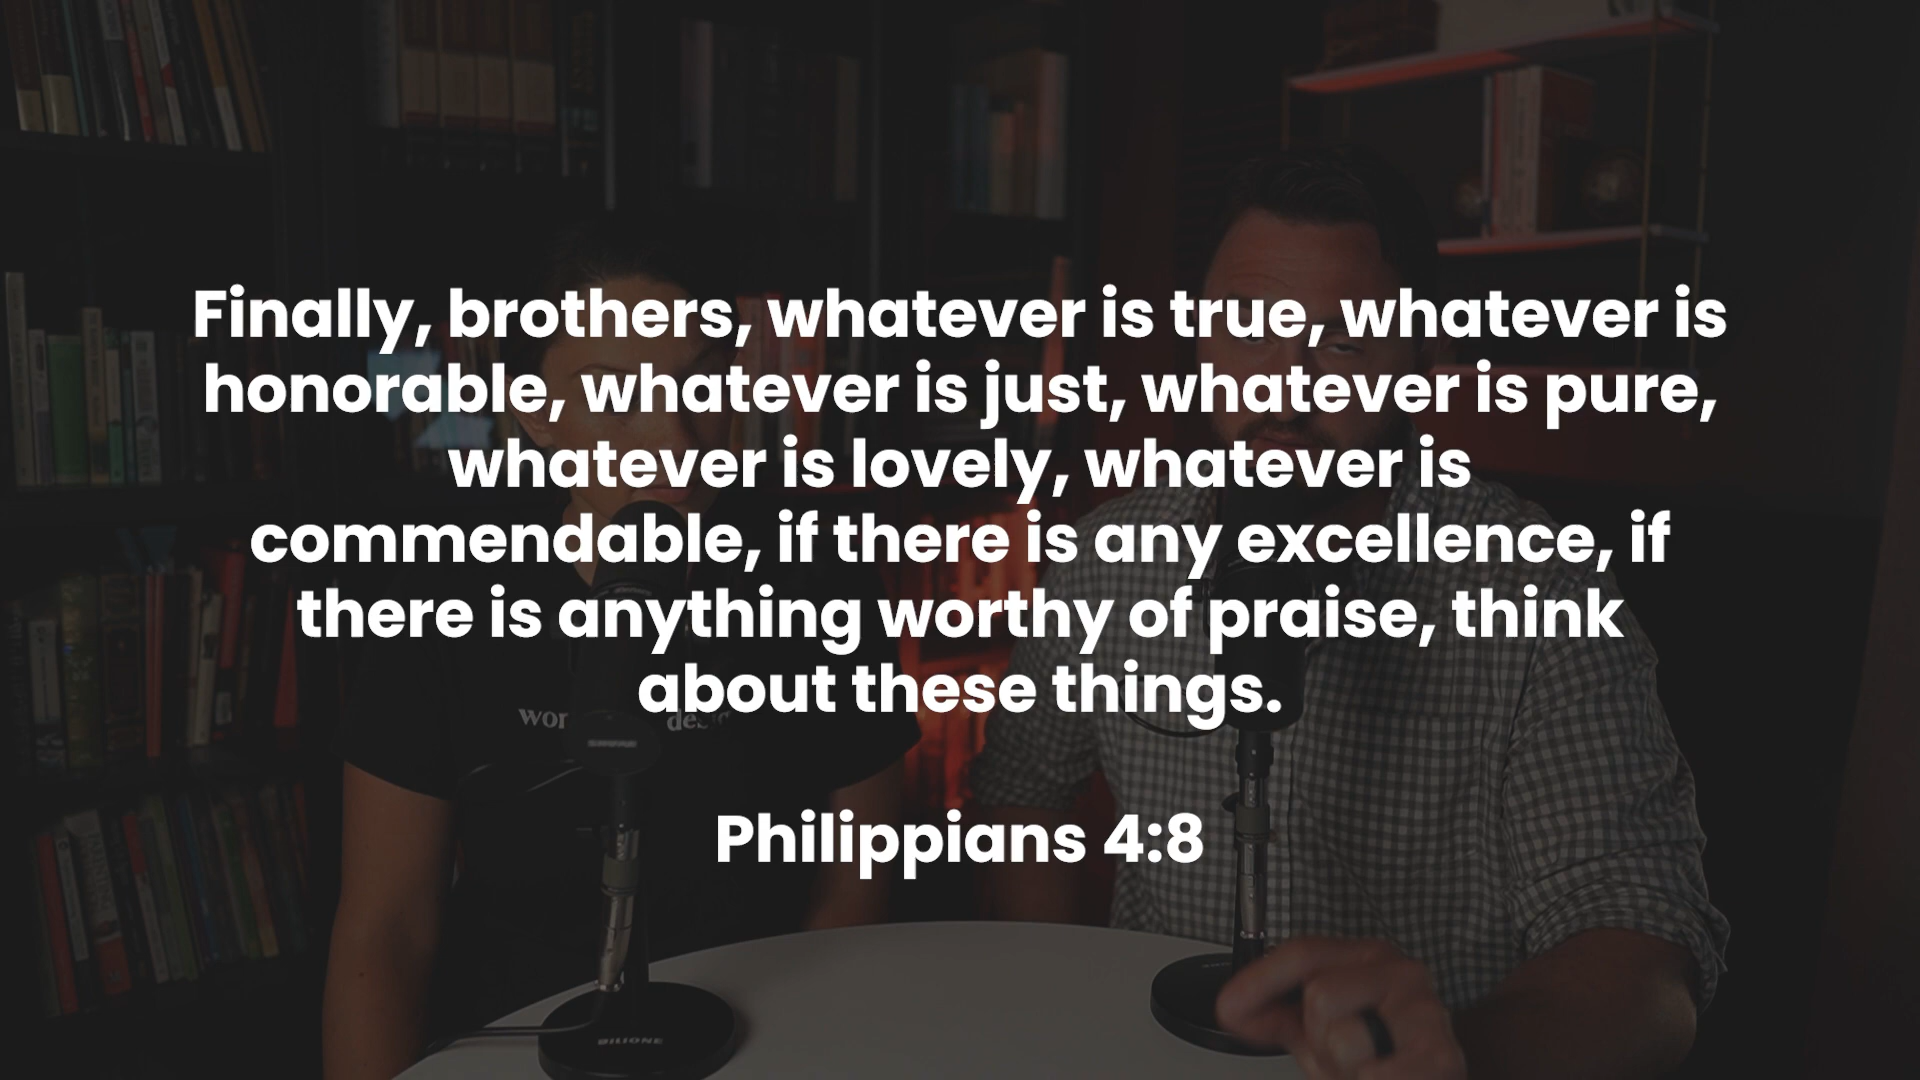 Finally, brothers, whatever is true, whatever is
honorable, whatever is just, whatever is pure,
whatever is lovely, whatever is
commendable, if there is any excellence, if
there is anything worthy of praise, think
about these things.
Philippians 4:8